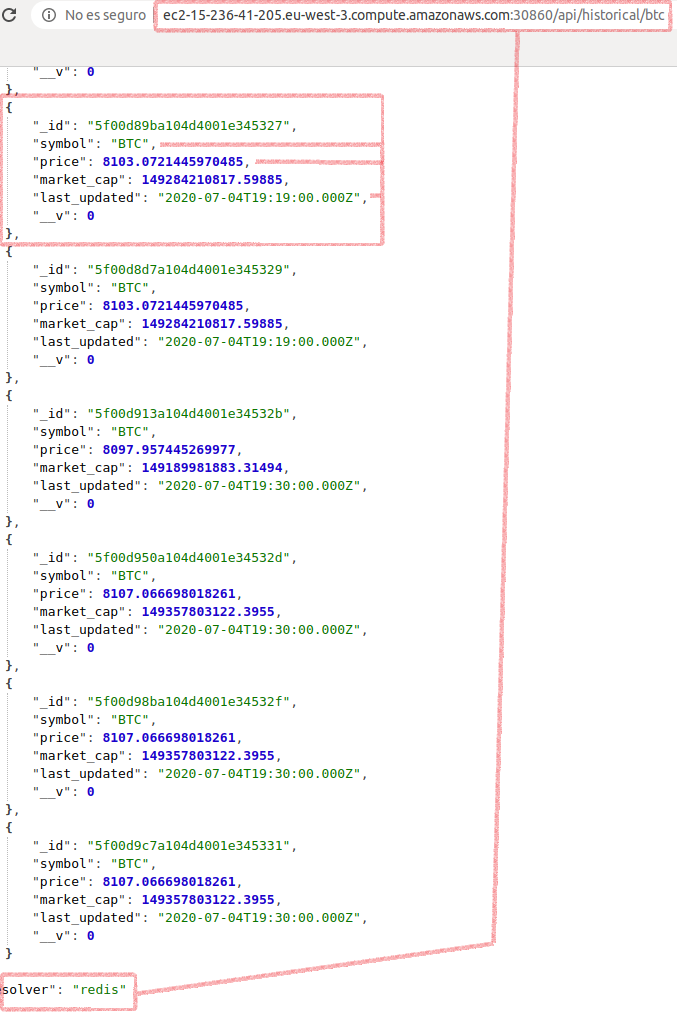 No es seguro ec2-15-236-41-205.eu-west-3.compute.amazonaws.com:30860/api/historical/btc
"__v": 0
},
{
"_id": "5f00d89ba104d4001e345327",
"symbol": "BTC",
"price": 8103.0721445970485,
"market_cap": 149284210817.59885,
"last_updated": "2020-07-04T19:19:00.000Z",
"__v": 0
},
{
"_id": "5f00d8d7a104d4001e345329",
"symbol": "BTC",
"price": 8103.0721445970485,
"market_cap": 149284210817.59885,
"last_updated": "2020-07-04T19:19:00.000Z",
"__v": 0
},
{
"_id": "5f00d913a104d4001e34532b",
"symbol": "BTC",
"price": 8097.957445269977,
"market_cap": 149189981883.31494,
"last_updated": "2020-07-04T19:30:00.000Z",
"__v": 0
},
{
"_id": "5f00d950a104d4001e34532d",
"symbol": "BTC",
"price": 8107.066698018261,
"market_cap": 149357803122.3955,
"last_updated": "2020-07-04T19:30:00.000Z",
"__v": 0
},
{
"_id": "5f00d98ba104d4001e34532f",
"symbol": "BTC",
"price": 8107.066698018261,
"market_cap": 149357803122.3955,
"last_updated": "2020-07-04T19:30:00.000Z",
"__v": 0
},
{
"_id": "5f00d9c7a104d4001e345331",
"symbol": "BTC",
"price": 8107.066698018261,
"market_cap": 149357803122.3955,
"last_updated": "2020-07-04T19:30:00.000Z",
"__v": 0
}
solver": "redis"